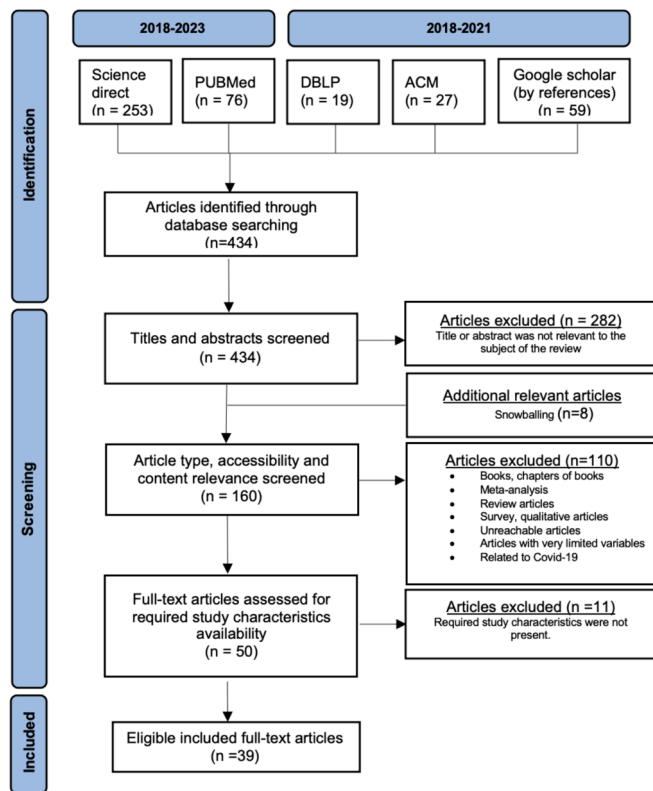 2018-2023
2018-2021
Science
direct
(n = 253)
PUBMed
(n = 76)
DBLP
(n = 19)
ACM
(n = 27)
Google scholar
(by references)
(n = 59)
Identification
Articles identified through
database searching
(n=434)
Screening
Titles and abstracts screened
n = 434)
Articles excluded (n = 282)
Title or abstract was not relevant to the
subject of the review
Additional relevant articles
Snowballing (n=8)
Article type, accessibility and
content relevance screened
(n = 160)
Articles excluded (n=110)
• Books, chapters of books
• Meta-analysis
• Review articles
• Survey, qualitative articles
• Unreachable articles
• Articles with very limited variables
• Related to Covid-19
Full-text articles assessed for
required study characteristics
availability
(n = 50)
Articles excluded (n =11)
Required study characteristics were not
present.
Included
Eligible included full-text articles
(n =39)